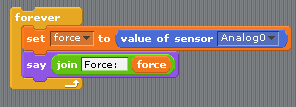 forever
set force to value of sensor Analog0
say join Force: force